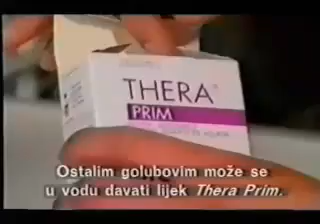 THERA
PRIM
Ostalim golubovim može se
u vodu davati lijek Thera Prim.